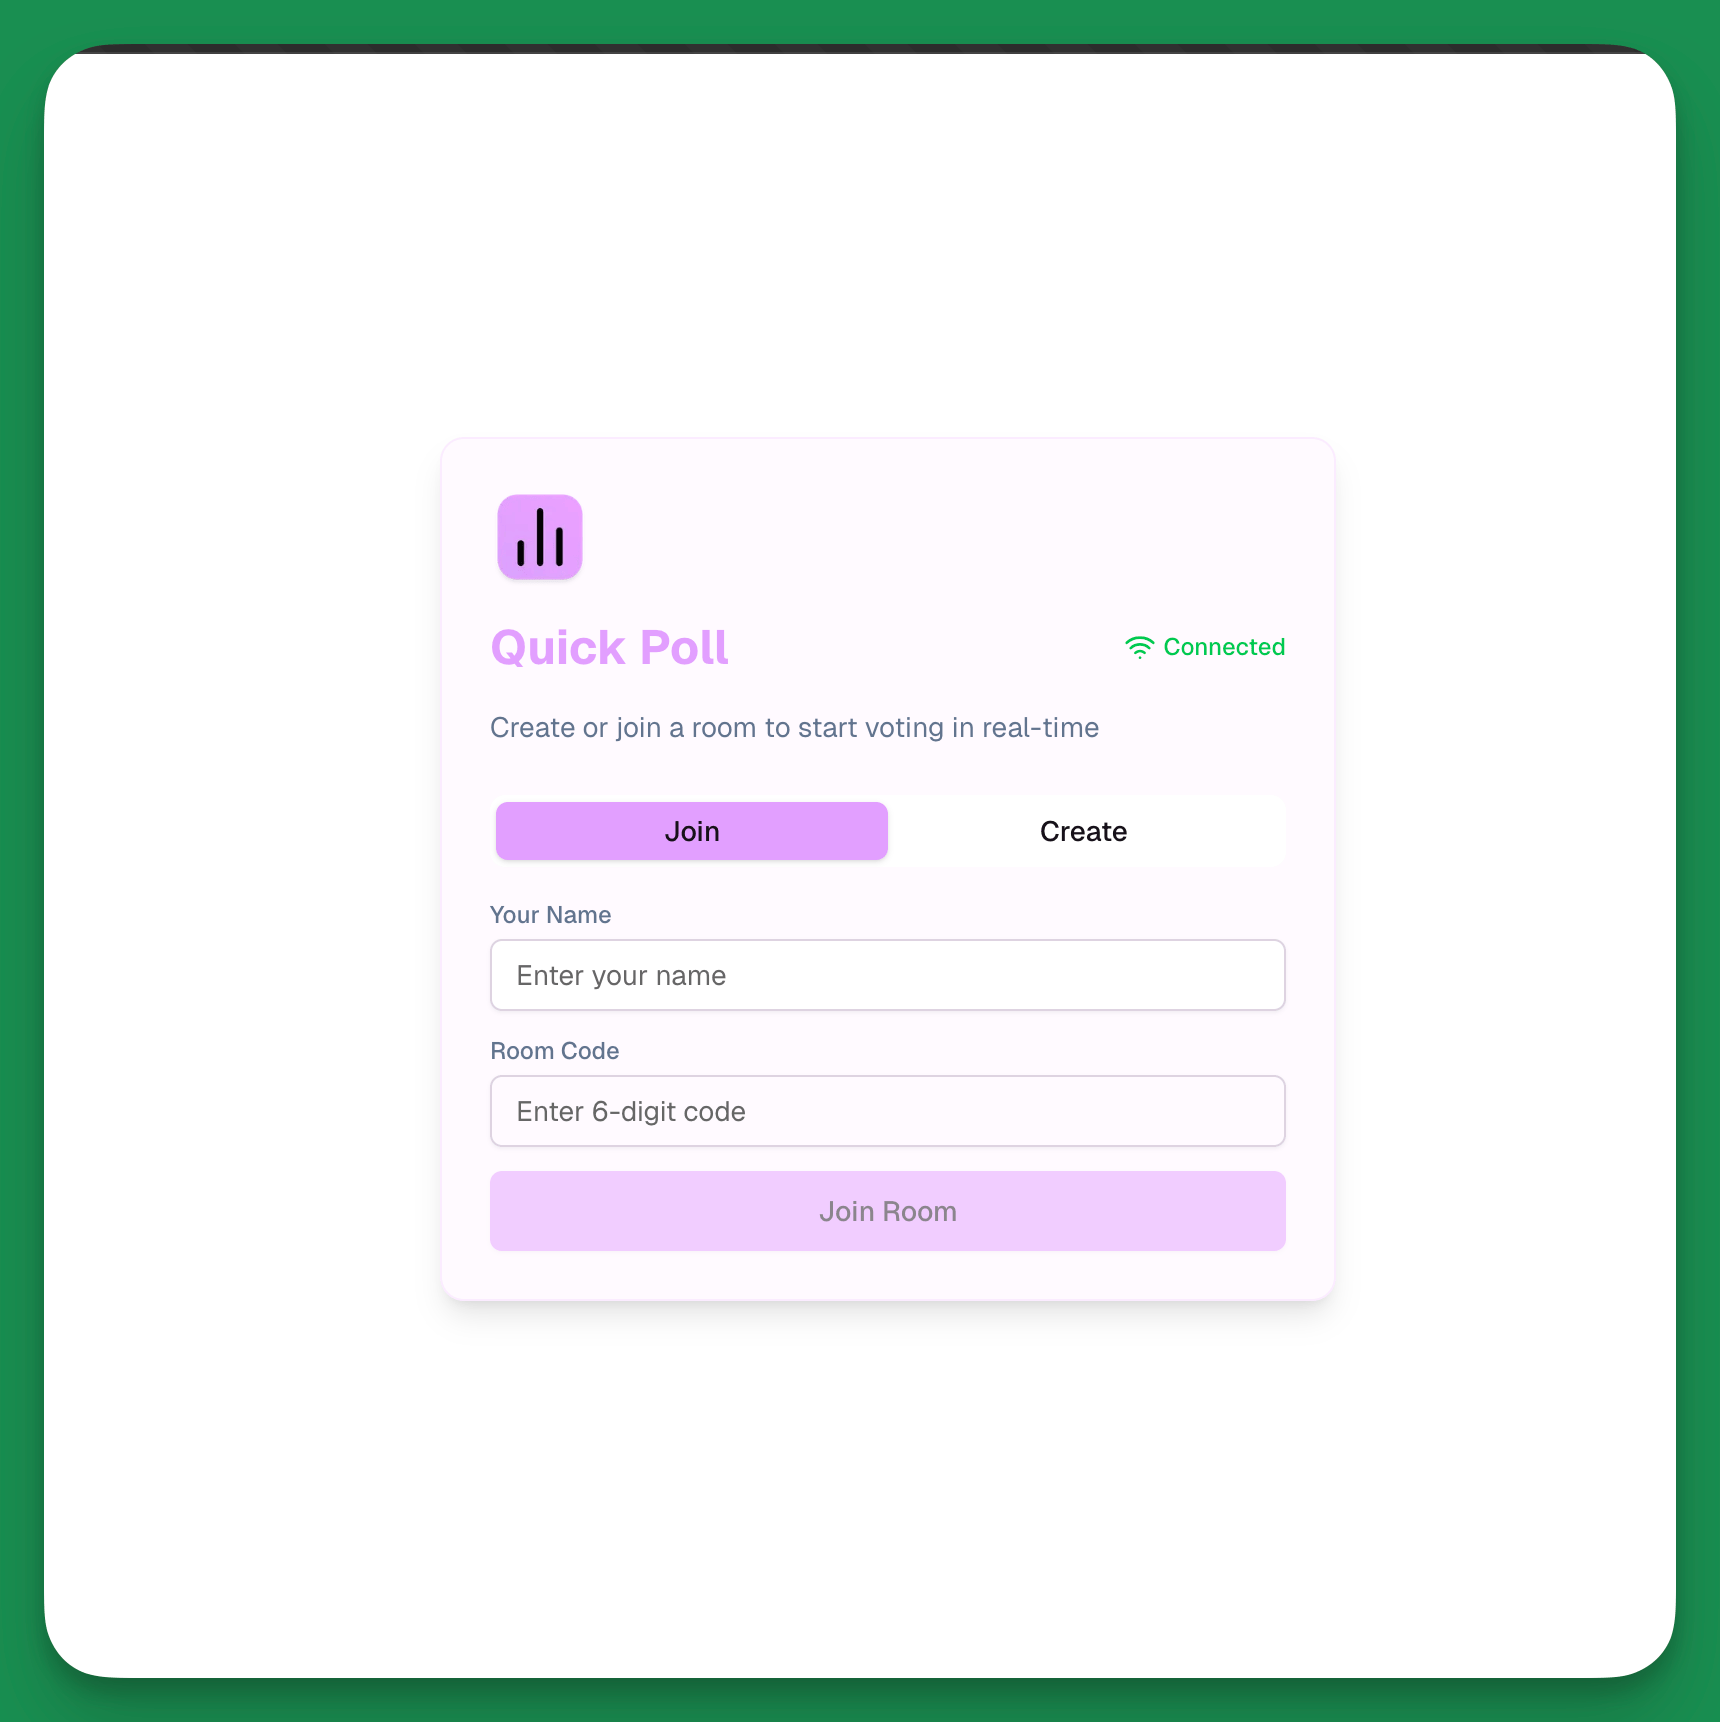 Quick Poll
Connected
Create or join a room to start voting in real-time
Join
Create
Your Name
Enter your name
Room Code
Enter 6-digit code
Join Room